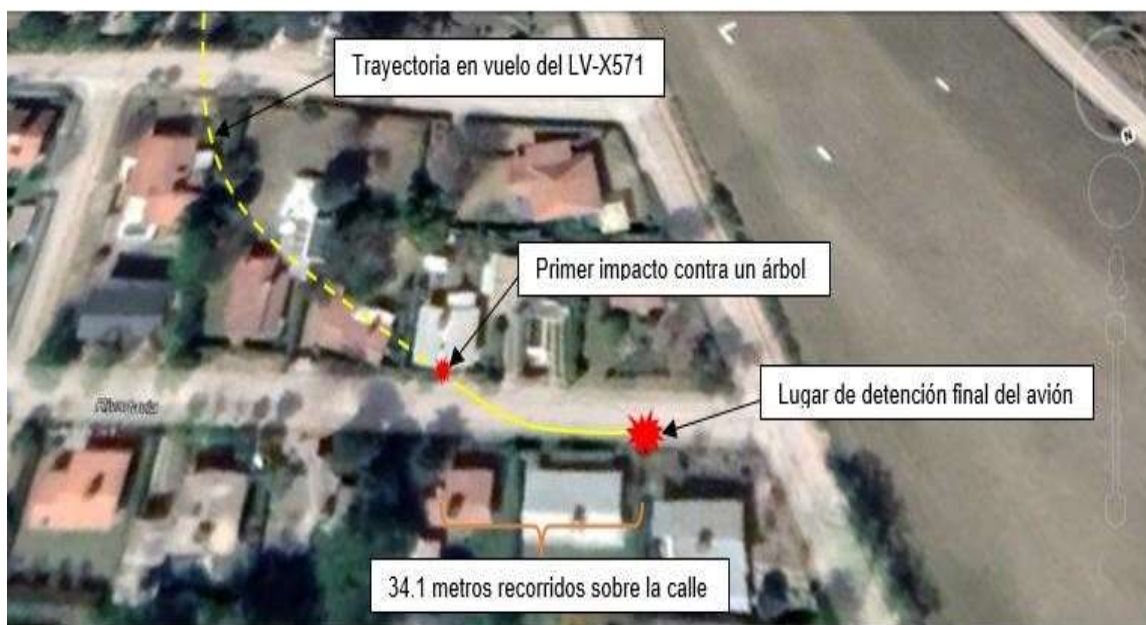 Trayectoria en vuelo del LV-X571
Primer impacto contra un árbol
Lugar de detención final del avión
34.1 metros recorridos sobre la calle
N